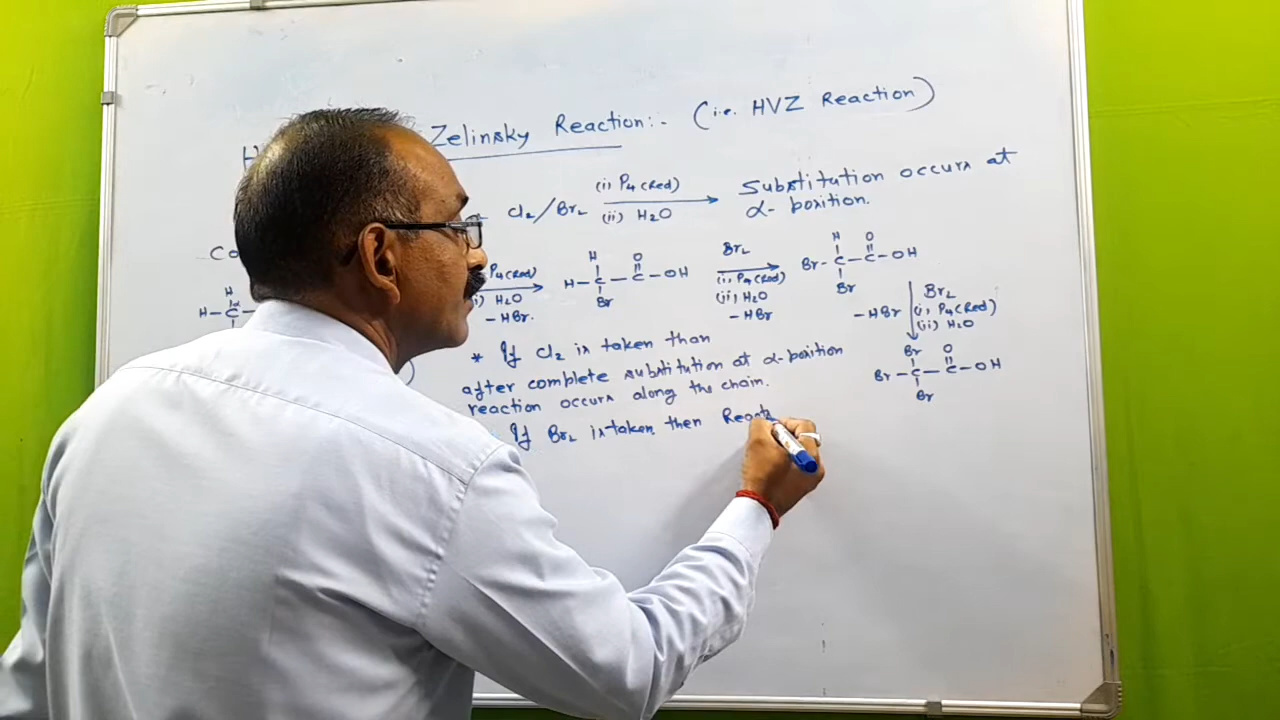 Zelinsky Reaction:- (i.e. HVZ Reaction)
Cl₂/Br₂ (i) P₄ (Red) (ii) H₂O Substitution occurs at
α- position.
Co
H H-C α
P₄ (Red) (i) H₂O - HBr.
H H-C-C-OH O Br
Br₂ (i) P₄ (Red) (ii) H₂O - HBr
H Br-C-C-OH O Br
- HBr Br₂ (i) P₄ (Red) (ii) H₂O
Br Br-C-C-OH O Br
* If Cl₂ is taken than
after complete substitution at α-position
reaction occurs along the chain.
If Br₂ is taken then React